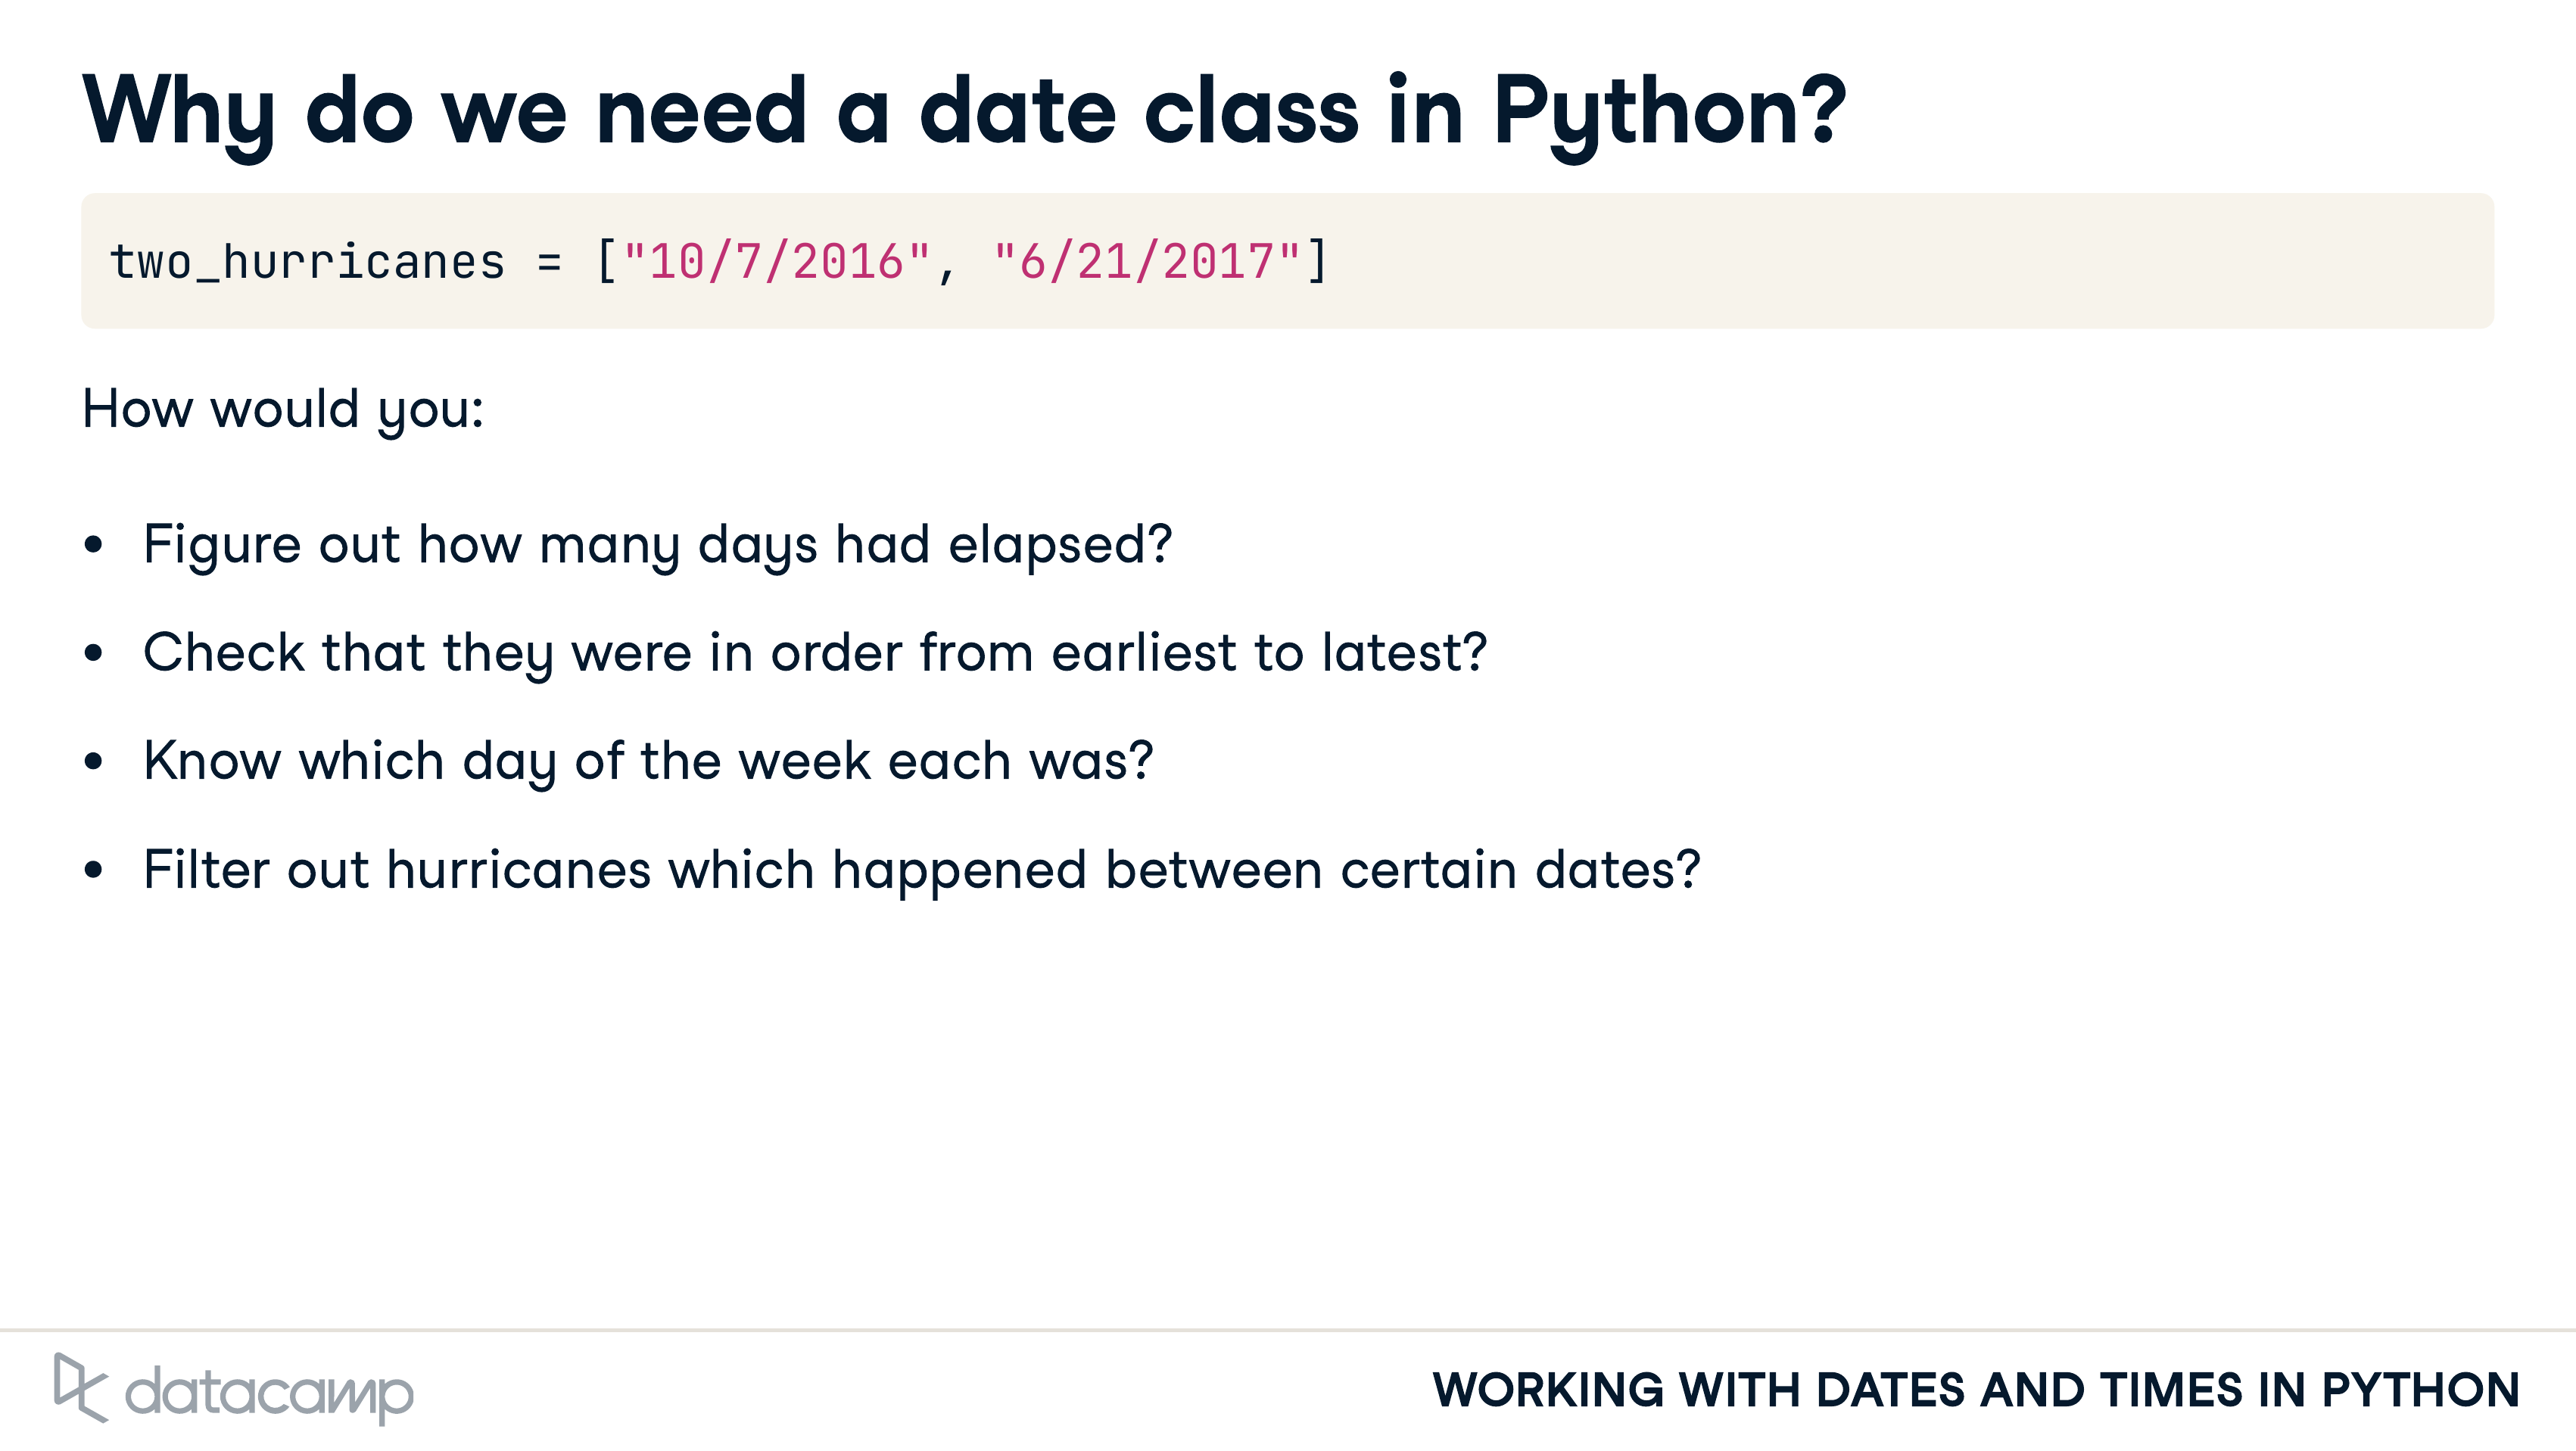 Why do we need a date class in Python?
two_hurricanes = ["10/7/2016", "6/21/2017"]
How would you:
• Figure out how many days had elapsed?
• Check that they were in order from earliest to latest?
• Know which day of the week each was?
• Filter out hurricanes which happened between certain dates?
datacamp
WORKING WITH DATES AND TIMES IN PYTHON